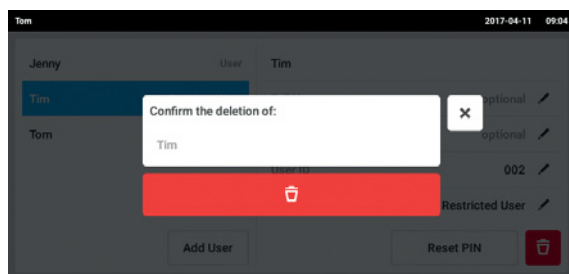 Tom 2017-04-11 09:04
Jenny User Tim
Tim optional
Confirm the deletion of:
Tom optional
Tim
User ID 002
Restricted User
Add User Reset PIN